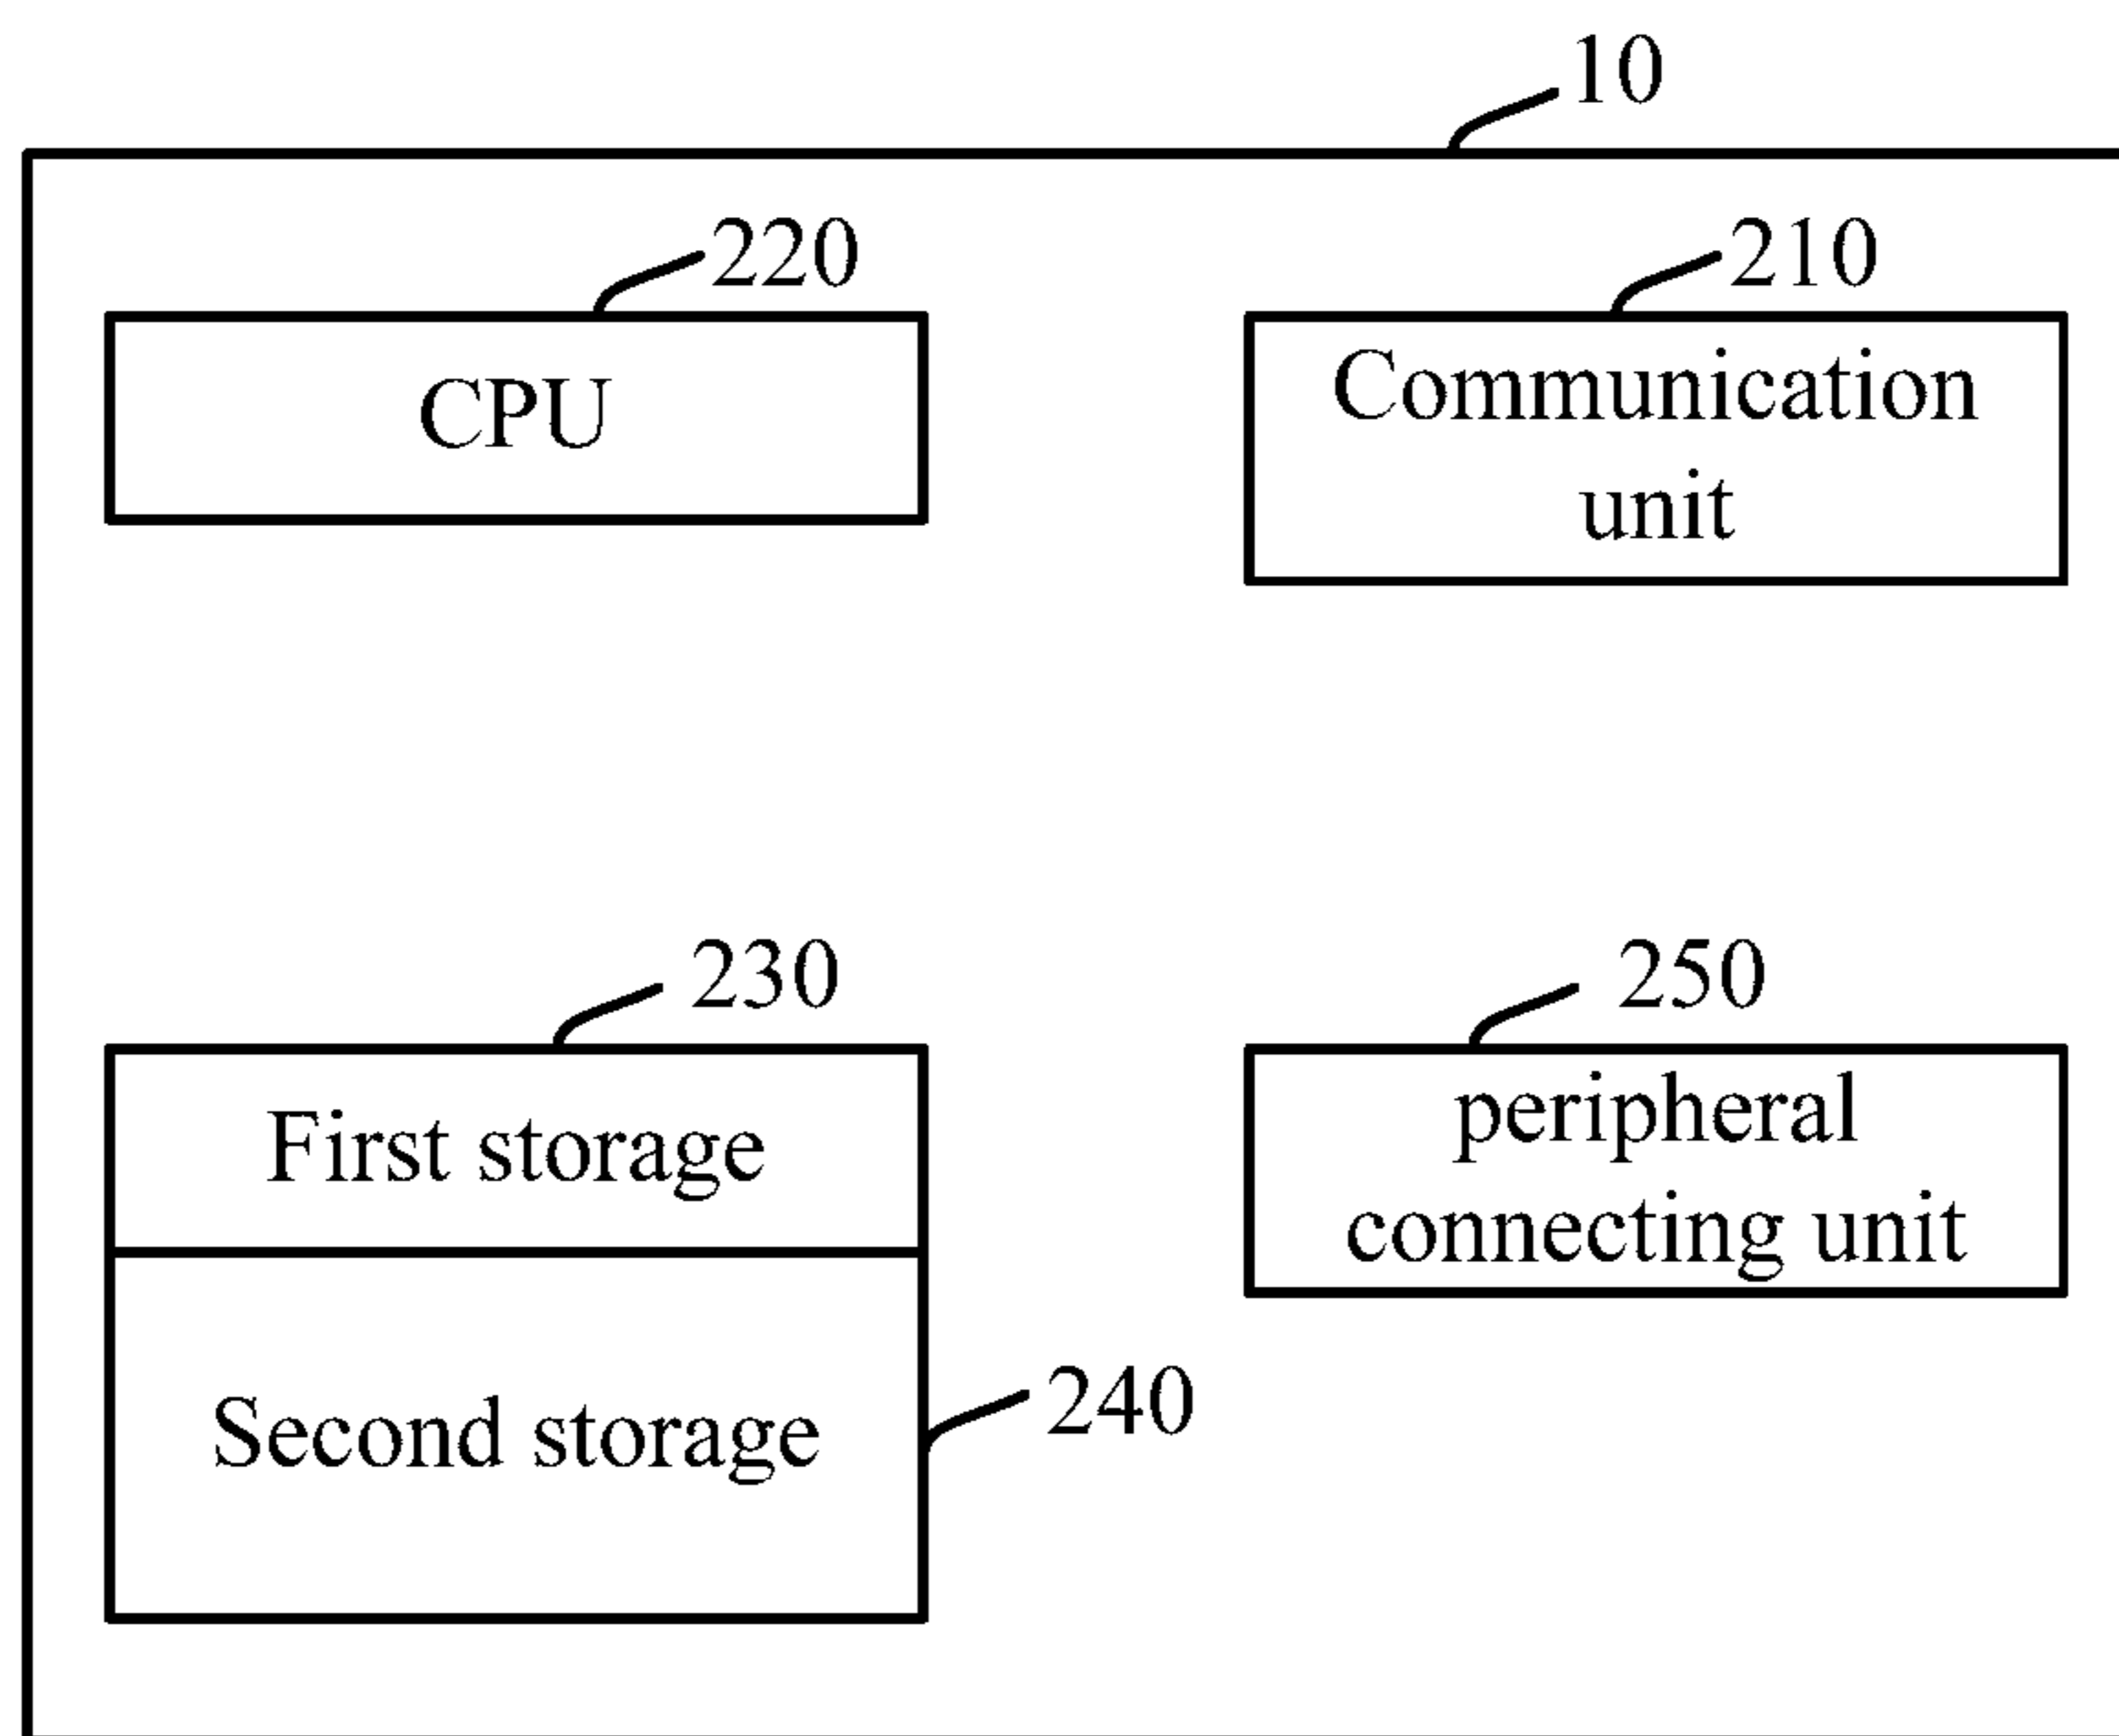 10
220
210
CPU
Communication
unit
230
250
First storage
peripheral
connecting unit
Second storage
240